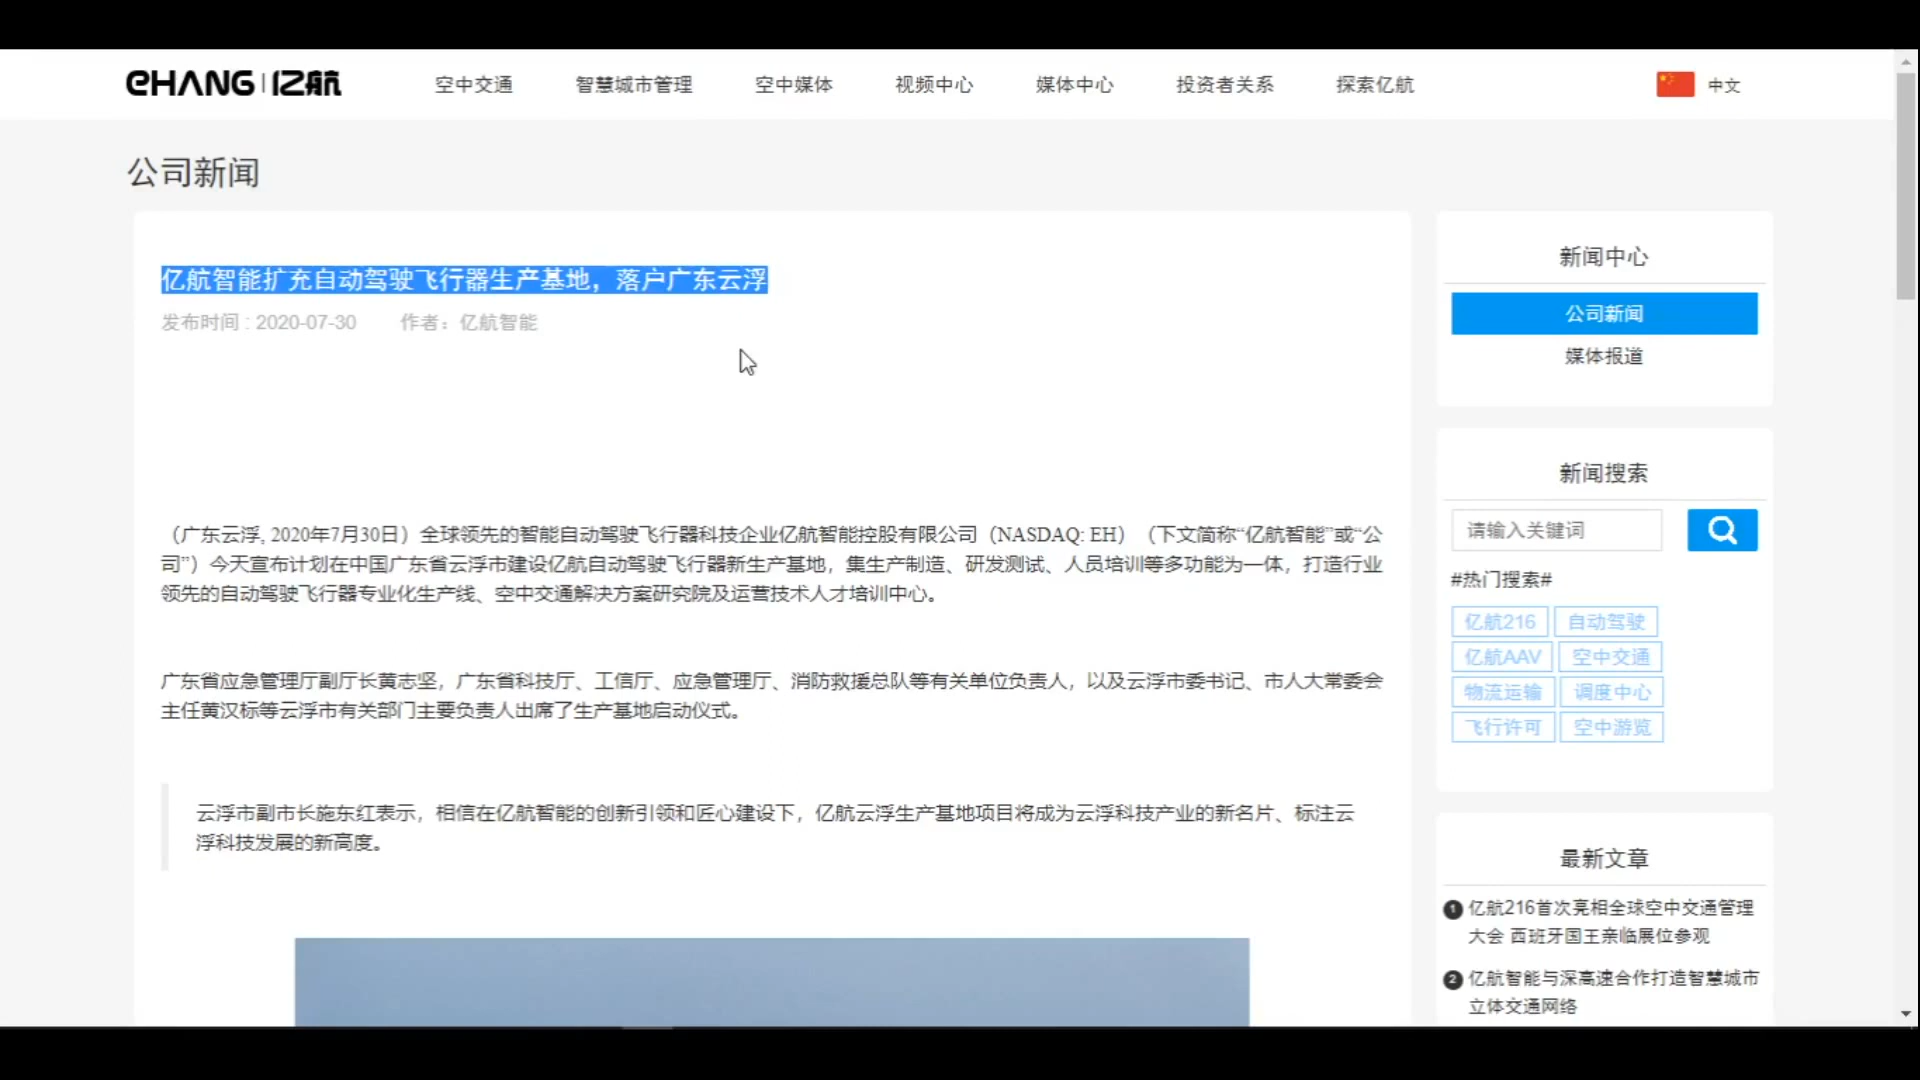 EHANG 亿航
空中交通 智慧城市管理 空中媒体 视频中心 媒体中心 投资者关系 探索亿航 中文
公司新闻
亿航智能扩充自动驾驶飞行器生产基地，落户广东云浮
发布时间 : 2020-07-30 作者：亿航智能
（广东云浮, 2020年7月30日）全球领先的智能自动驾驶飞行器科技企业亿航智能控股有限公司（NASDAQ: EH）（下文简称“亿航智能”或“公
司”）今天宣布计划在中国广东省云浮市建设亿航自动驾驶飞行器新生产基地，集生产制造、研发测试、人员培训等多功能为一体，打造行业
领先的自动驾驶飞行器专业化生产线、空中交通解决方案研究院及运营技术人才培训中心。
广东省应急管理厅副厅长黄志坚，广东省科技厅、工信厅、应急管理厅、消防救援总队等有关单位负责人，以及云浮市委书记、市人大常委会
主任黄汉标等云浮市有关部门主要负责人出席了生产基地启动仪式。
云浮市副市长施东红表示，相信在亿航智能的创新引领和匠心建设下，亿航云浮生产基地项目将成为云浮科技产业的新名片、标注云
浮科技发展的新高度。
新闻中心
公司新闻
媒体报道
新闻搜索
请输入关键词
#热门搜索#
亿航216 自动驾驶
亿航AAV 空中交通
物流运输 调度中心
飞行许可 空中游览
最新文章
1 亿航216首次亮相全球空中交通管理
大会 西班牙国王亲临展位参观
2 亿航智能与深高速合作打造智慧城市
立体交通网络